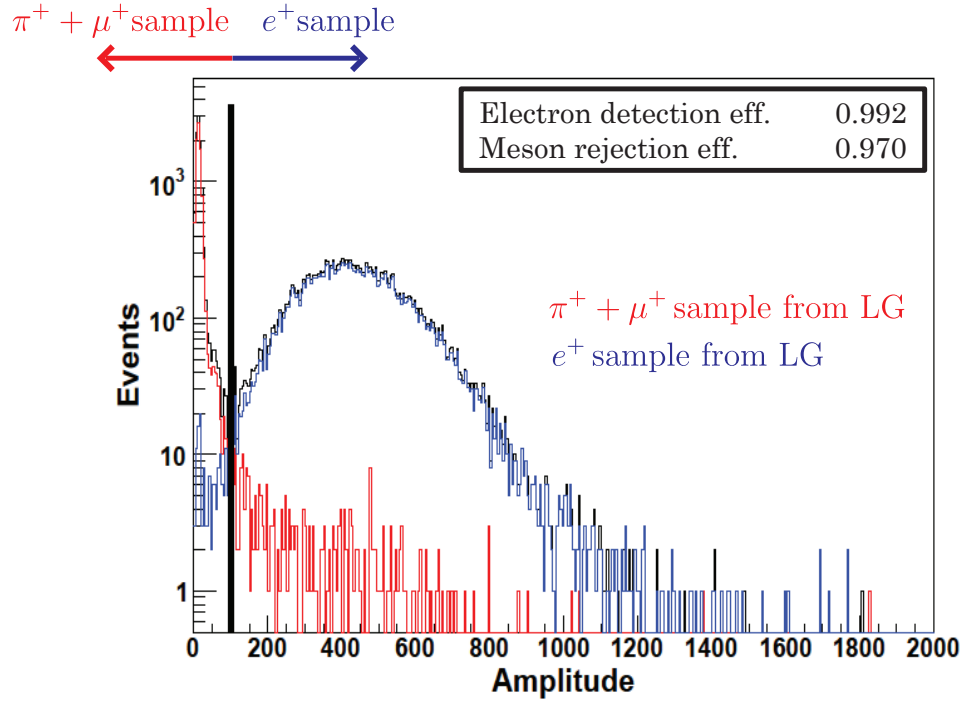 π⁺ + μ⁺ sample e⁺ sample
Electron detection eff. 0.992
Meson rejection eff. 0.970
10³
π⁺ + μ⁺ sample from LG
10²
e⁺ sample from LG
Events
10
1
0 200 400 600 800 1000 1200 1400 1600 1800 2000
Amplitude